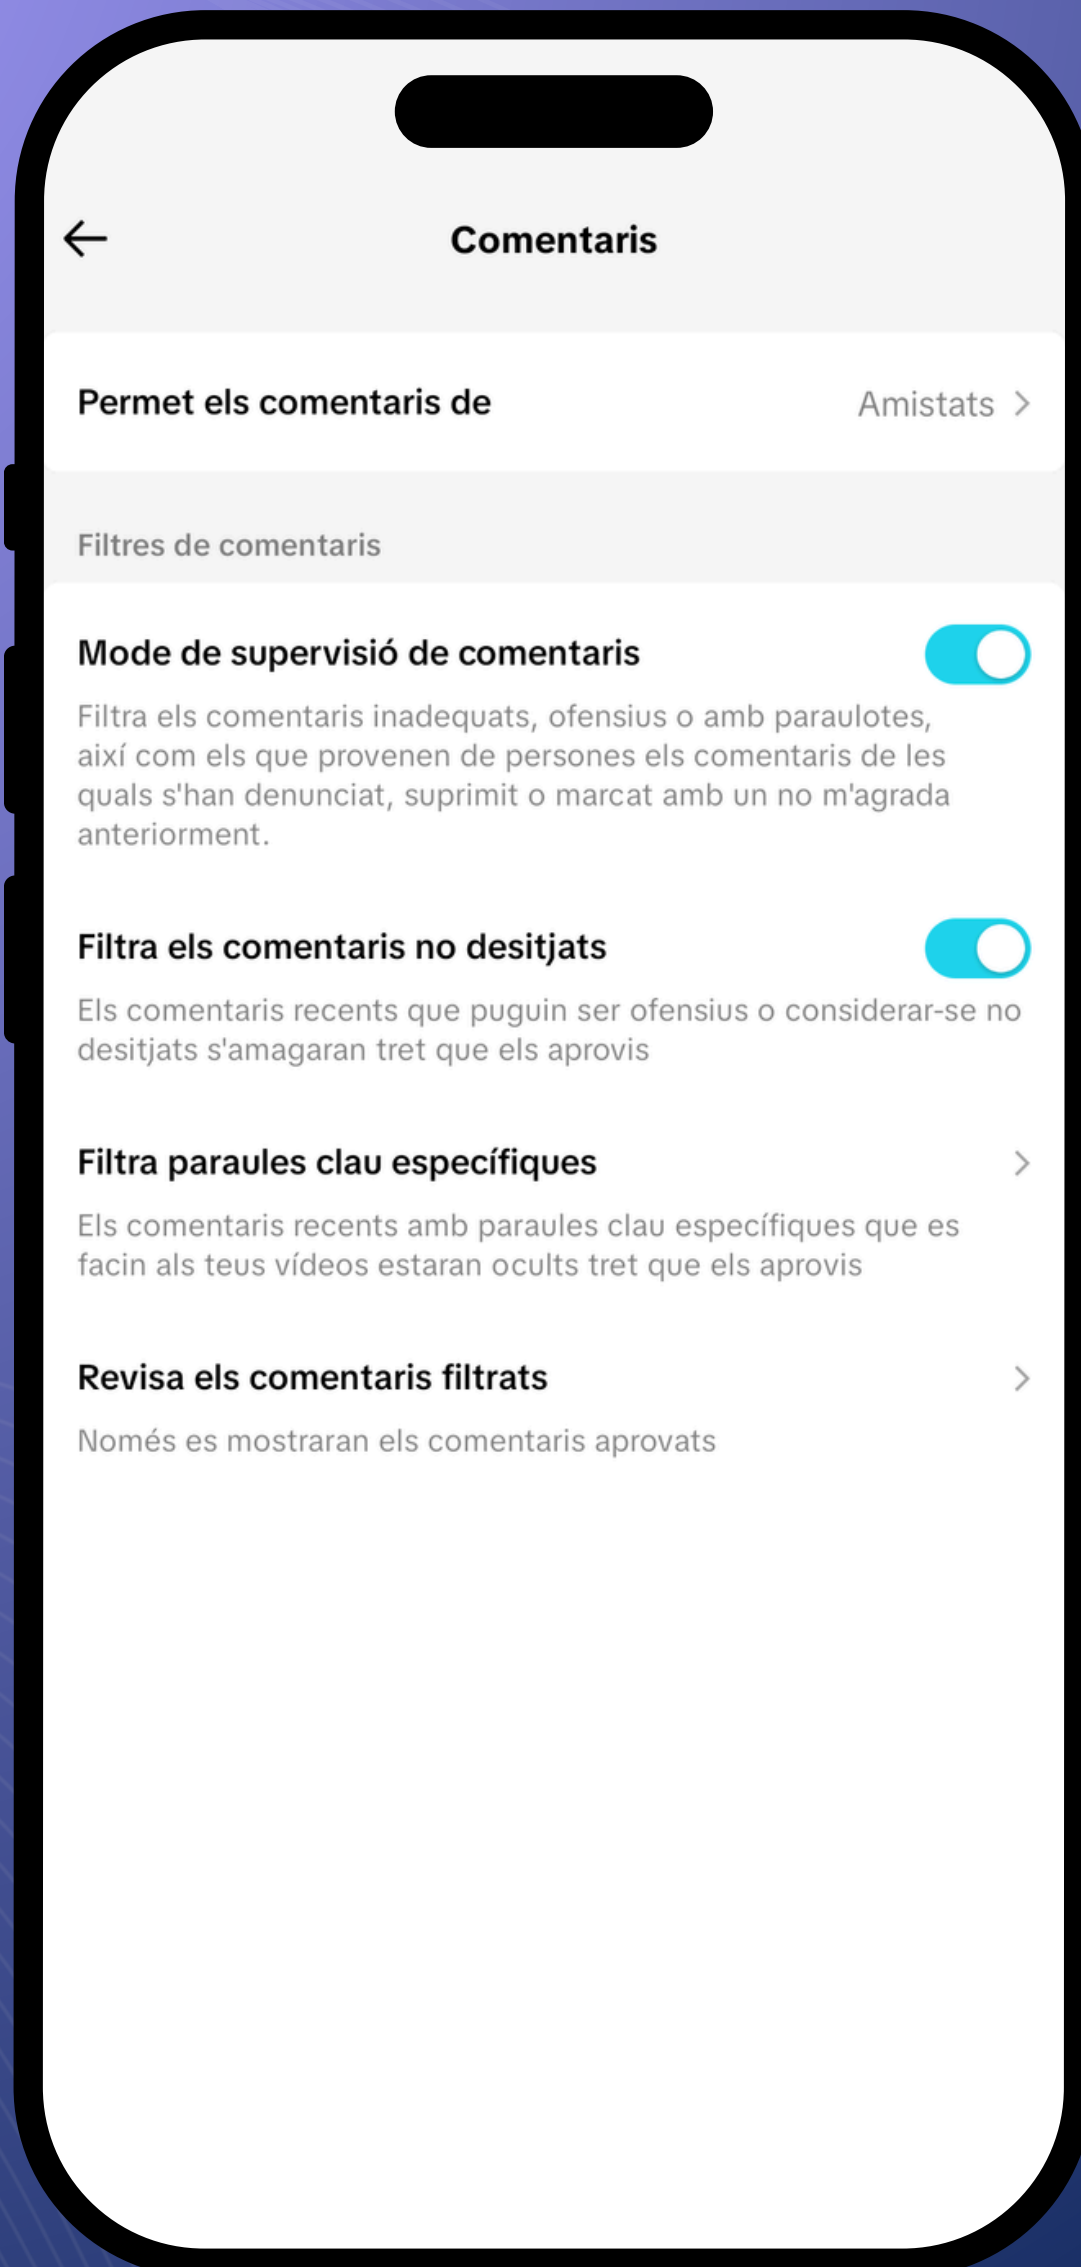 Comentaris
Permet els comentaris de
Amistats
Filtres de comentaris
Mode de supervisió de comentaris
Filtra els comentaris inadequats, ofensius o amb paraulotes,
així com els que provenen de persones els comentaris de les
quals s'han denunciat, suprimit o marcat amb un no m'agrada
anteriorment.
Filtra els comentaris no desitjats
Els comentaris recents que puguin ser ofensius o considerar-se no
desitjats s'amagaran tret que els aprovis
Filtra paraules clau específiques
Els comentaris recents amb paraules clau específiques que es
facin als teus vídeos estaran ocults tret que els aprovis
Revisa els comentaris filtrats
Només es mostraran els comentaris aprovats